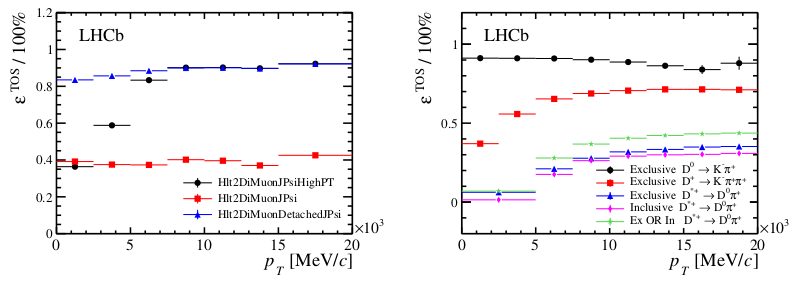 LHCb
ε^TOS / 100%
1.2
1
0.8
0.6
0.4
0.2
0
Hlt2DiMuonJPsiHighPT
Hlt2DiMuonJPsi
Hlt2DiMuonDetachedJPsi
0 5 10 15 20
×10³
p_T [MeV/c]
LHCb
ε^TOS / 100%
1
0.5
0
Exclusive D⁰ → K⁻π⁺
Exclusive D⁺ → K⁻π⁺π⁺
Exclusive D*⁺ → D⁰π⁺
Inclusive D*⁺ → D⁰π⁺
Ex OR In D*⁺ → D⁰π⁺
0 5 10 15 20
×10³
p_T [MeV/c]